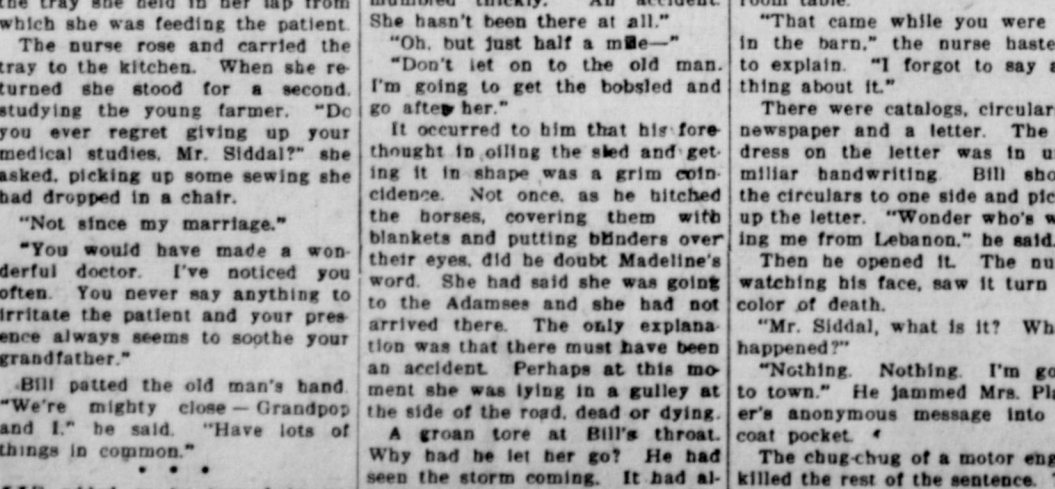 the tray she held in her lap from
which she was feeding the patient.
The nurse rose and carried the
tray to the kitchen. When she re-
turned she stood for a second,
studying the young farmer. "Do
you ever regret giving up your
medical studies, Mr. Siddal?" she
asked, picking up some sewing she
had dropped in a chair.
"Not since my marriage."
"You would have made a won-
derful doctor. I've noticed you
often. You never say anything to
irritate the patient and your pres-
ence always seems to soothe your
grandfather."
Bill patted the old man's hand.
"We're mighty close — Grandpop
and I," he said. "Have lots of
things in common."
• • •
mumbled thickly. "An accident.
She hasn't been there at all."
"Oh, but just half a mile—"
"Don't let on to the old man.
I'm going to get the bobsled and
go after her."
It occurred to him that his fore-
thought in oiling the sled and get-
ing it in shape was a grim coin-
cidence. Not once, as he hitched
the horses, covering them with
blankets and putting blinders over
their eyes, did he doubt Madeline's
word. She had said she was going
to the Adamses and she had not
arrived there. The only explana-
tion was that there must have been
an accident. Perhaps at this mo-
ment she was lying in a gulley at
the side of the road, dead or dying.
A groan tore at Bill's throat.
Why had he let her go? He had
seen the storm coming. It had al-
room table.
"That came while you were
in the barn," the nurse haste
to explain. "I forgot to say a
thing about it."
There were catalogs, circular
newspaper and a letter. The
dress on the letter was in u
miliar handwriting. Bill sho
the circulars to one side and pic
up the letter. "Wonder who's w
ing me from Lebanon," he said.
Then he opened it. The nu
watching his face, saw it turn
color of death.
"Mr. Siddal, what is it? Wh
happened?"
"Nothing. Nothing. I'm go
to town." He jammed Mrs. Pla
er's anonymous message into
coat pocket.
The chug-chug of a motor eng
killed the rest of the sentence.